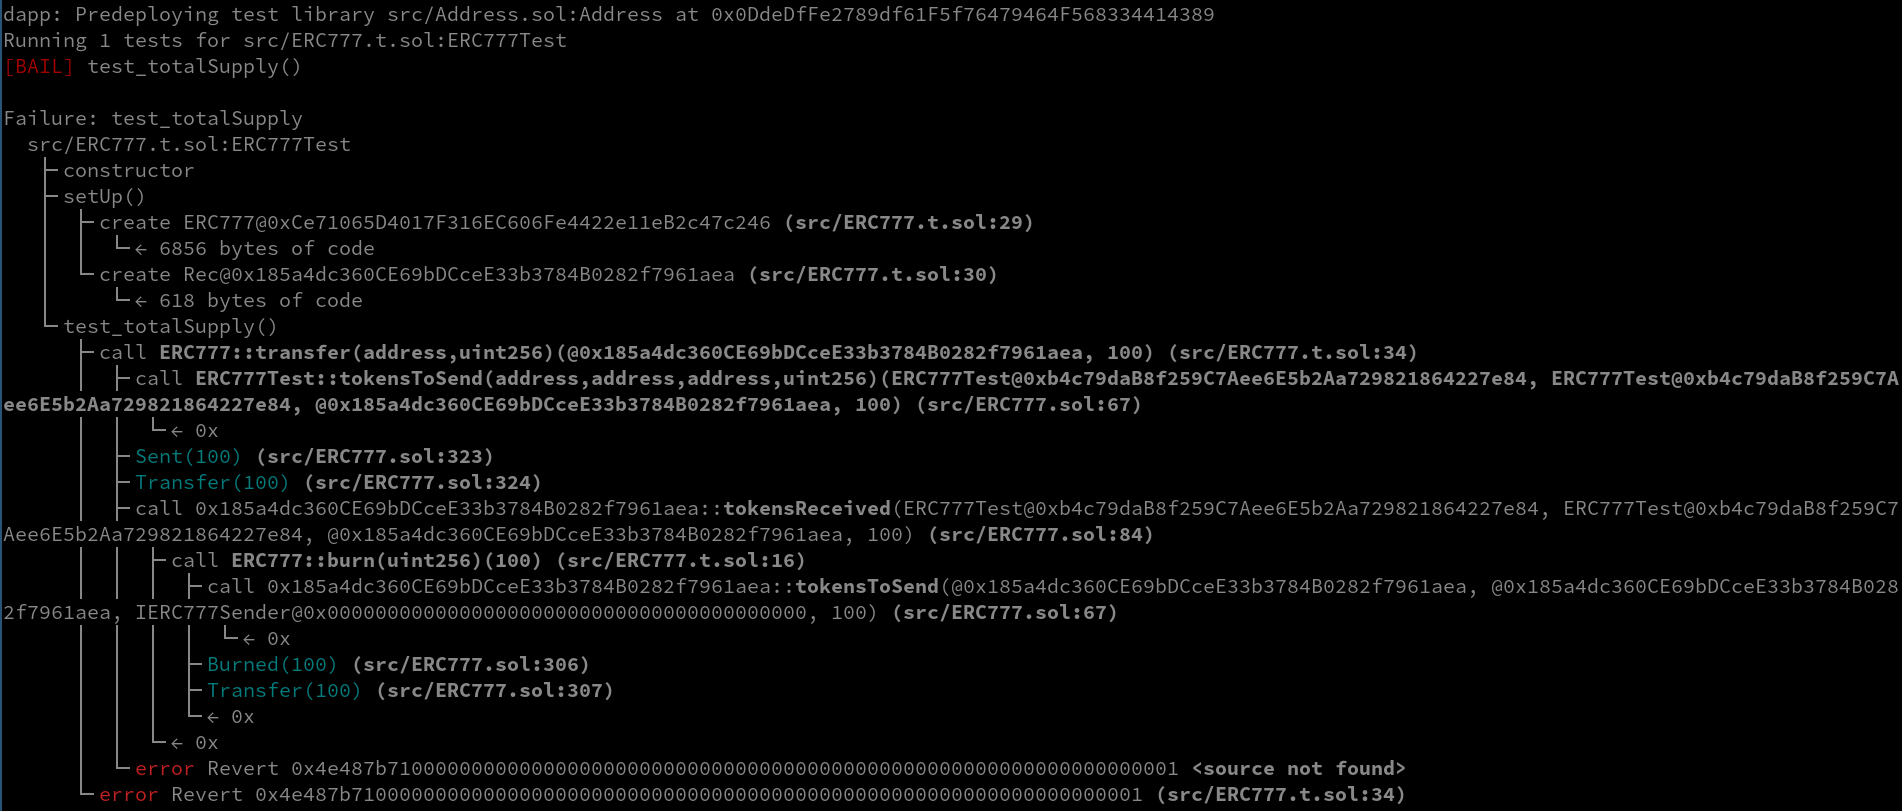 dapp: Predeploying test library src/Address.sol:Address at 0x0DdeDfFe2789df61F5f76479464F568334414389
Running 1 tests for src/ERC777.t.sol:ERC777Test
[BAIL] test_totalSupply()
Failure: test_totalSupply
src/ERC777.t.sol:ERC777Test
constructor
setUp()
create ERC777@0xCe71065D4017F316EC606Fe4422e11eB2c47c246 (src/ERC777.t.sol:29)
← 6856 bytes of code
create Rec@0x185a4dc360CE69bDCceE33b3784B0282f7961aea (src/ERC777.t.sol:30)
← 618 bytes of code
test_totalSupply()
call ERC777::transfer(address,uint256)(@0x185a4dc360CE69bDCceE33b3784B0282f7961aea, 100) (src/ERC777.t.sol:34)
call ERC777Test::tokensToSend(address,address,address,uint256)(ERC777Test@0xb4c79daB8f259C7Aee6E5b2Aa729821864227e84, ERC777Test@0xb4c79daB8f259C7A
ee6E5b2Aa729821864227e84, @0x185a4dc360CE69bDCceE33b3784B0282f7961aea, 100) (src/ERC777.sol:67)
← 0x
Sent(100) (src/ERC777.sol:323)
Transfer(100) (src/ERC777.sol:324)
call 0x185a4dc360CE69bDCceE33b3784B0282f7961aea::tokensReceived(ERC777Test@0xb4c79daB8f259C7Aee6E5b2Aa729821864227e84, ERC777Test@0xb4c79daB8f259C7
Aee6E5b2Aa729821864227e84, @0x185a4dc360CE69bDCceE33b3784B0282f7961aea, 100) (src/ERC777.sol:84)
call ERC777::burn(uint256)(100) (src/ERC777.t.sol:16)
call 0x185a4dc360CE69bDCceE33b3784B0282f7961aea::tokensToSend(@0x185a4dc360CE69bDCceE33b3784B0282f7961aea, @0x185a4dc360CE69bDCceE33b3784B028
2f7961aea, IERC777Sender@0x0000000000000000000000000000000000000000, 100) (src/ERC777.sol:67)
← 0x
Burned(100) (src/ERC777.sol:306)
Transfer(100) (src/ERC777.sol:307)
← 0x
← 0x
error Revert 0x4e487b710000000000000000000000000000000000000000000000000000000000000001 <source not found>
error Revert 0x4e487b710000000000000000000000000000000000000000000000000000000000000001 (src/ERC777.t.sol:34)